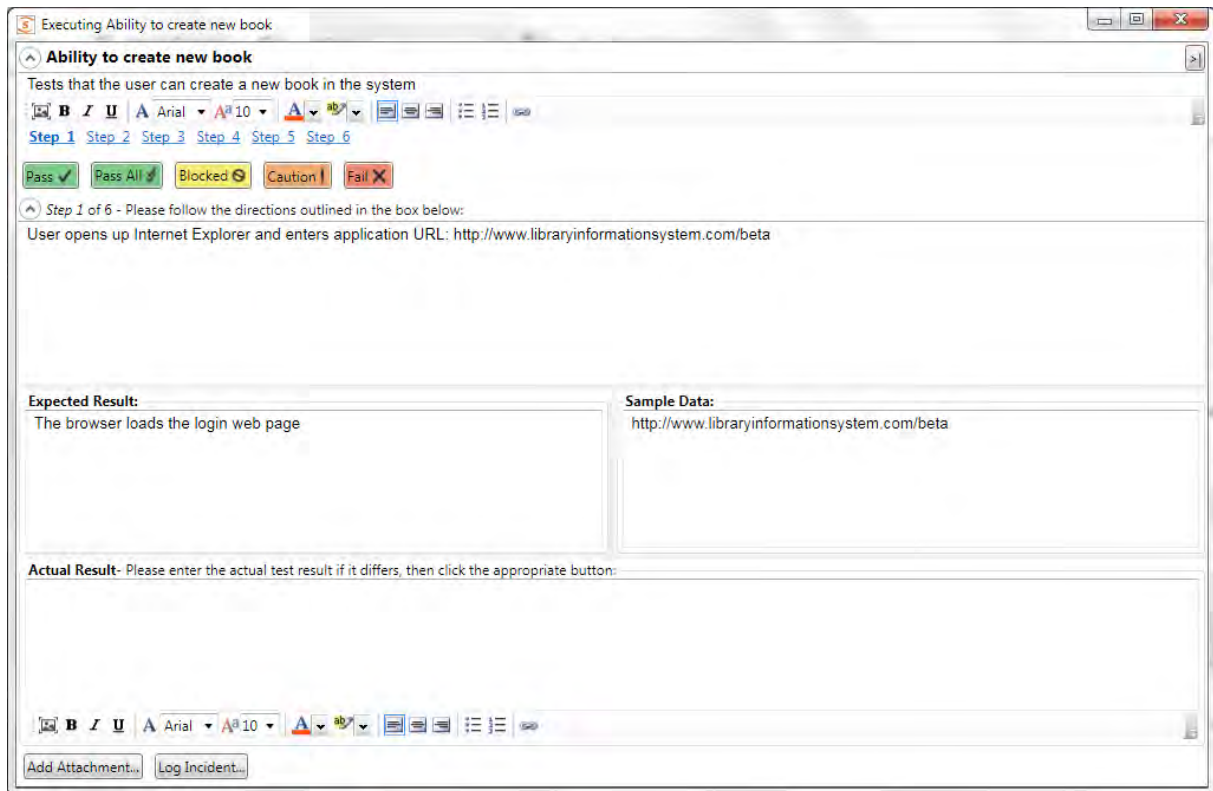 Executing Ability to create new book
Ability to create new book
Tests that the user can create a new book in the system
B I U A Arial Aa 10 A ab
Step 1 Step 2 Step 3 Step 4 Step 5 Step 6
Pass Pass All Blocked Caution Fail
Step 1 of 6 - Please follow the directions outlined in the box below:
User opens up Internet Explorer and enters application URL: http://www.libraryinformationsystem.com/beta
Expected Result: Sample Data:
The browser loads the login web page http://www.libraryinformationsystem.com/beta
Actual Result- Please enter the actual test result if it differs, then click the appropriate button:
B I U A Arial Aa 10 A ab
Add Attachment... Log Incident...